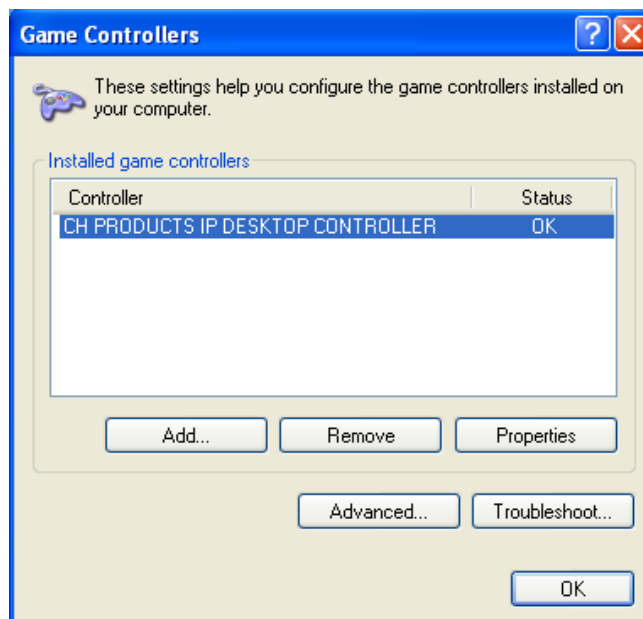 Game Controllers
These settings help you configure the game controllers installed on
your computer.
Installed game controllers
Controller Status
CH PRODUCTS IP DESKTOP CONTROLLER OK
Add... Remove Properties
Advanced... Troubleshoot...
OK